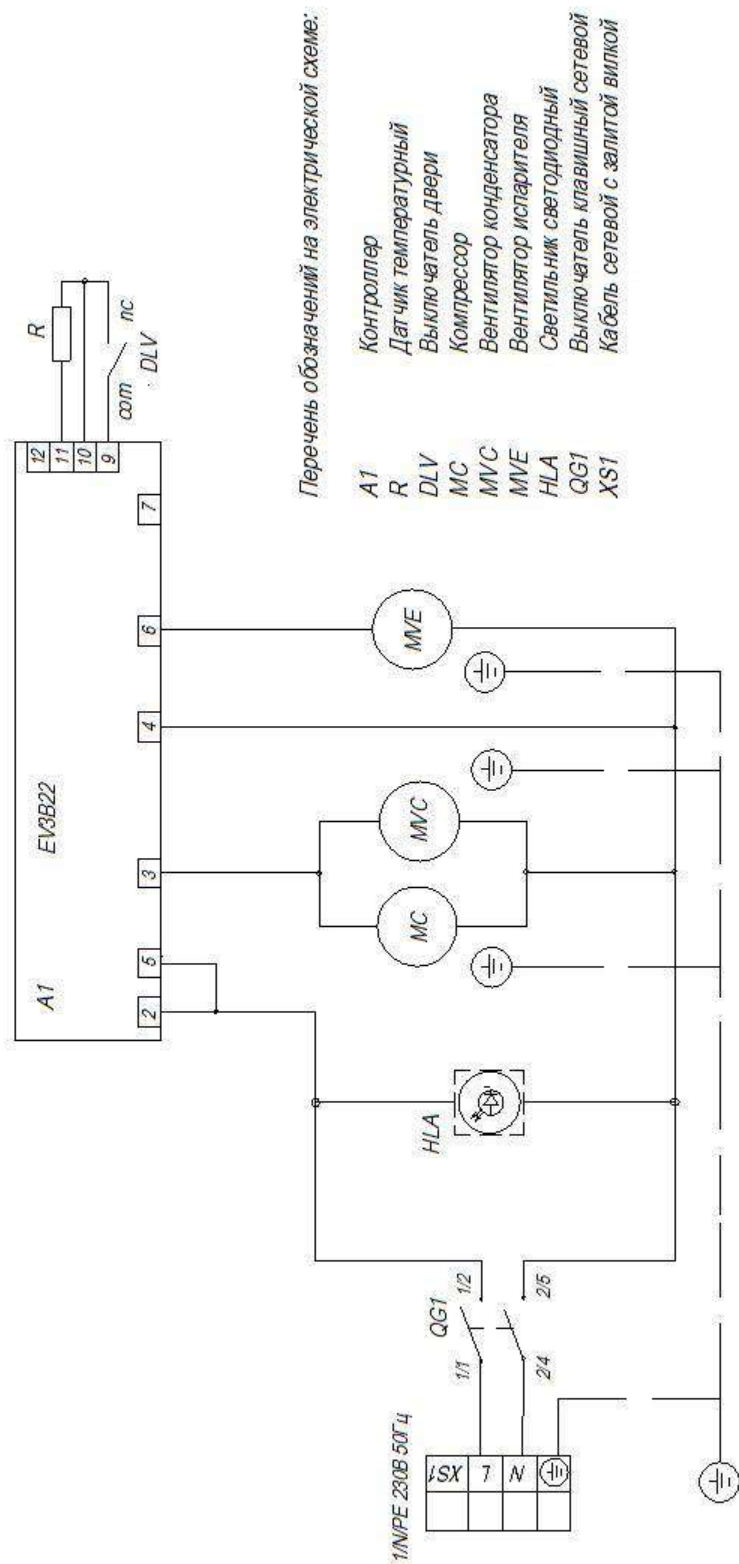 A1
EV3B22
2
5
3
4
6
7
12
11
10
9
R
com
nc
DLV
HLA
MC
MVC
MVE
QG1
1/1
1/2
2/4
2/5
1/N/PE 230В 50Гц
XS1
L
N
Перечень обозначений на электрической схеме:
A1 Контроллер
R Датчик температурный
DLV Выключатель двери
MC Компрессор
MVC Вентилятор конденсатора
MVE Вентилятор испарителя
HLA Светильник светодиодный
QG1 Выключатель клавишный сетевой
XS1 Кабель сетевой с залитой вилкой